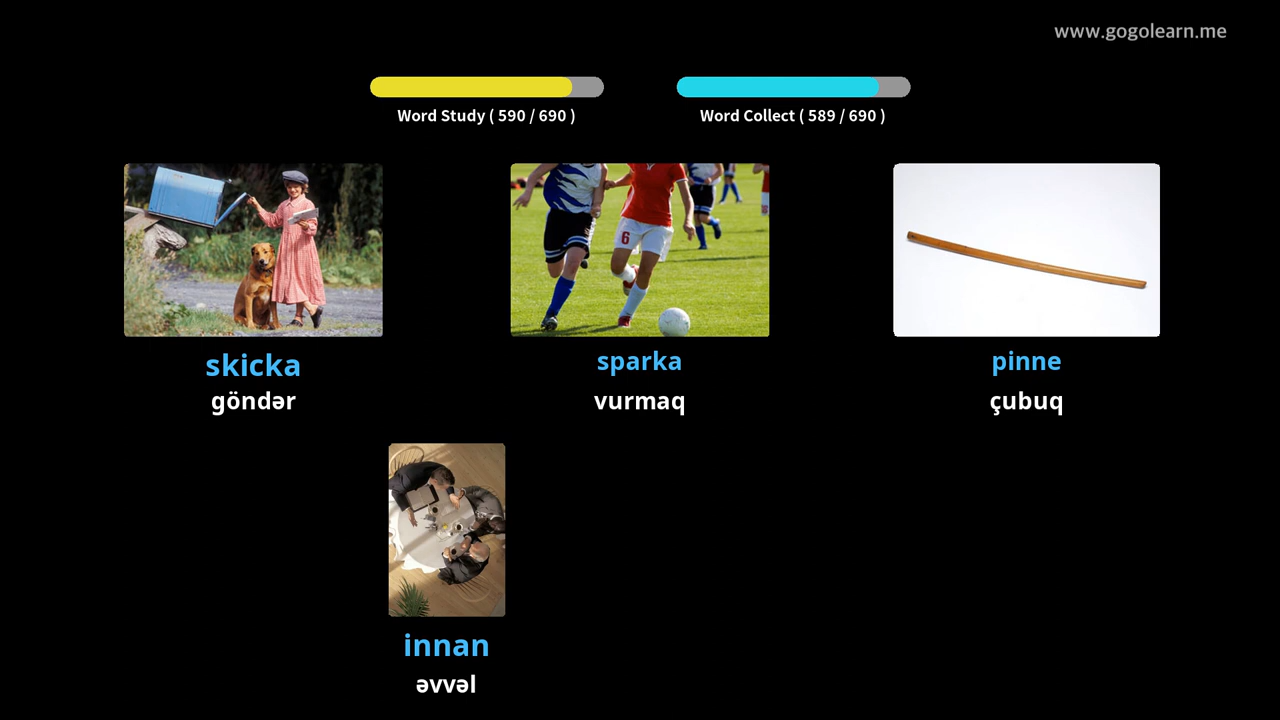 www.gogolearn.me
Word Study ( 590 / 690 )
Word Collect ( 589 / 690 )
6
skicka
göndər
sparka
vurmaq
pinne
çubuq
innan
əvvəl